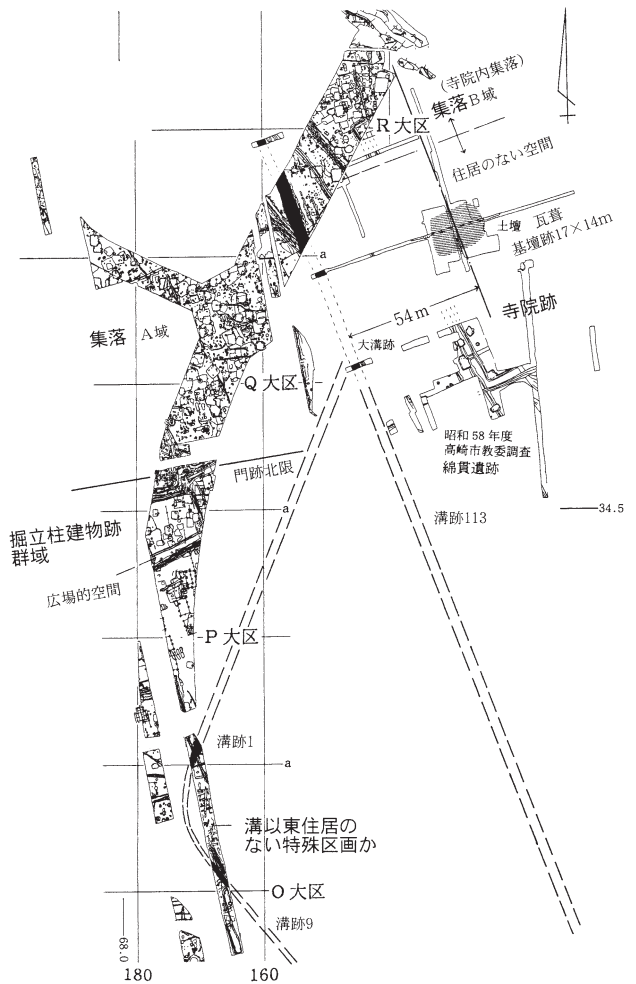 (寺院内集落)
集落B域
R大区
住居のない空間
土壇 瓦葺
基壇跡17×14m
a
54m
寺院跡
集落 A域
大溝跡
Q大区
昭和58年度
高崎市教委調査
綿貫遺跡
門跡北限
a
34.5
溝跡113
掘立柱建物跡
群域
広場的空間
P大区
溝跡1
a
溝以東住居の
ない特殊区画か
O大区
溝跡9
68.0
180
160